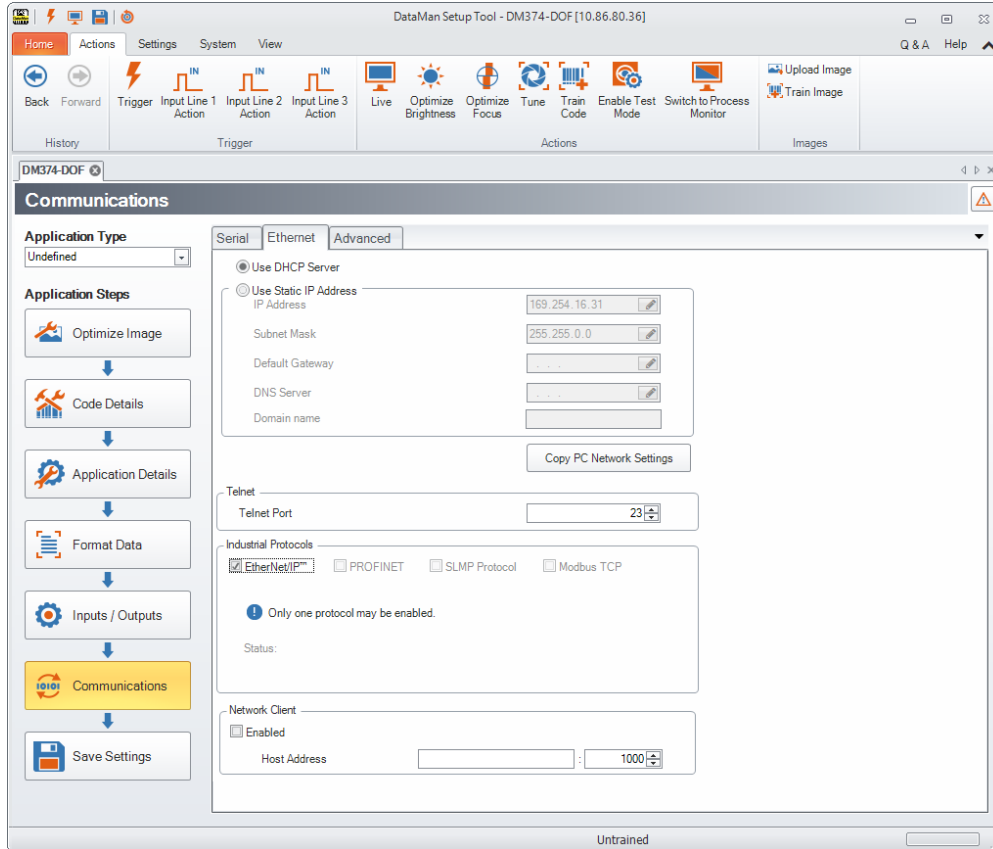 DataMan Setup Tool - DM374-DOF [10.86.80.36]
Home Actions Settings System View Q & A Help
Back Forward Trigger Input Line 1 Action Input Line 2 Action Input Line 3 Action Live Optimize Brightness Optimize Focus Tune Train Code Enable Test Mode Switch to Process Monitor Upload Image
Train Image
IN IN IN
History Trigger Actions Images
DM374-DOF
Communications
Application Type
Undefined
Application Steps
Optimize Image
Code Details
Application Details
Format Data
Inputs / Outputs
0101 Communications
Save Settings
Serial Ethernet Advanced
Use DHCP Server
Use Static IP Address
IP Address 169.254.16.31
Subnet Mask 255.255.0.0
Default Gateway . . .
DNS Server . . .
Domain name
Copy PC Network Settings
Telnet
Telnet Port 23
Industrial Protocols
EtherNet/IP™ PROFINET SLMP Protocol Modbus TCP
! Only one protocol may be enabled.
Status:
Network Client
Enabled
Host Address : 1000
Untrained